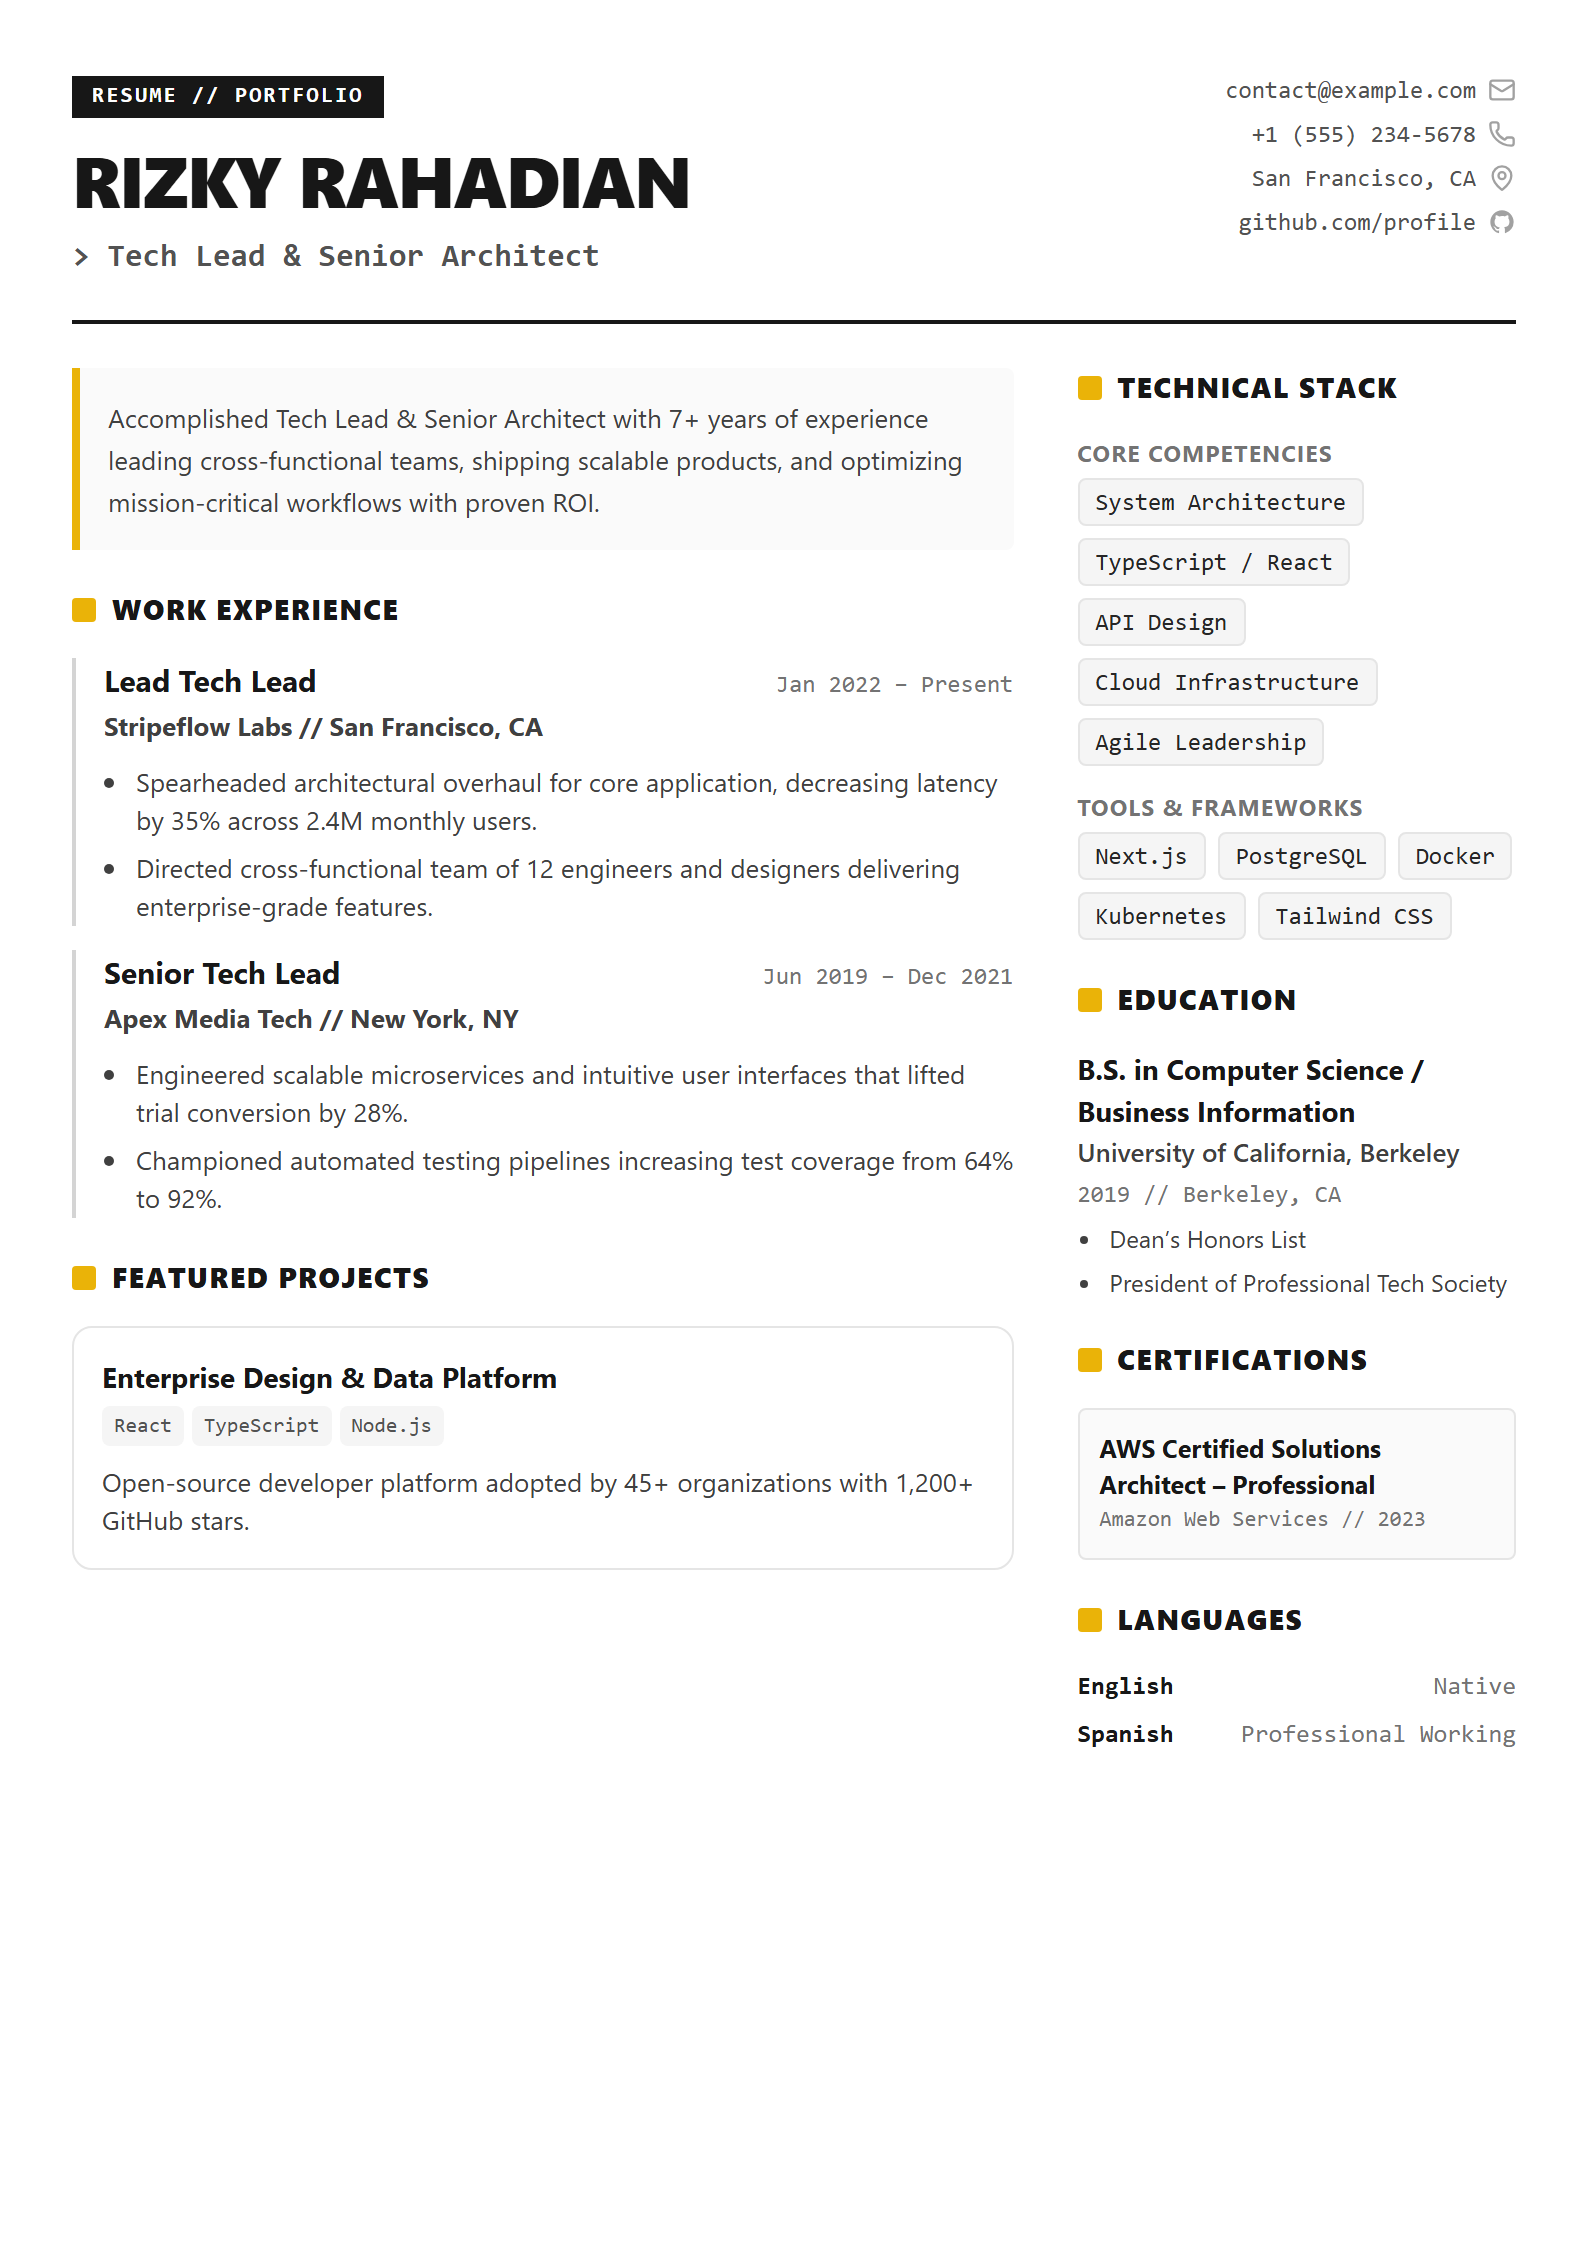 RESUME // PORTFOLIO
RIZKY RAHADIAN
> Tech Lead & Senior Architect
contact@example.com
+1 (555) 234-5678
San Francisco, CA
github.com/profile
Accomplished Tech Lead & Senior Architect with 7+ years of experience
leading cross-functional teams, shipping scalable products, and optimizing
mission-critical workflows with proven ROI.
WORK EXPERIENCE
Lead Tech Lead
Jan 2022 – Present
Stripeflow Labs // San Francisco, CA
• Spearheaded architectural overhaul for core application, decreasing latency
by 35% across 2.4M monthly users.
• Directed cross-functional team of 12 engineers and designers delivering
enterprise-grade features.
Senior Tech Lead
Jun 2019 – Dec 2021
Apex Media Tech // New York, NY
• Engineered scalable microservices and intuitive user interfaces that lifted
trial conversion by 28%.
• Championed automated testing pipelines increasing test coverage from 64%
to 92%.
FEATURED PROJECTS
Enterprise Design & Data Platform
React TypeScript Node.js
Open-source developer platform adopted by 45+ organizations with 1,200+
GitHub stars.
TECHNICAL STACK
CORE COMPETENCIES
System Architecture
TypeScript / React
API Design
Cloud Infrastructure
Agile Leadership
TOOLS & FRAMEWORKS
Next.js PostgreSQL Docker
Kubernetes Tailwind CSS
EDUCATION
B.S. in Computer Science /
Business Information
University of California, Berkeley
2019 // Berkeley, CA
• Dean’s Honors List
• President of Professional Tech Society
CERTIFICATIONS
AWS Certified Solutions
Architect – Professional
Amazon Web Services // 2023
LANGUAGES
English Native
Spanish Professional Working